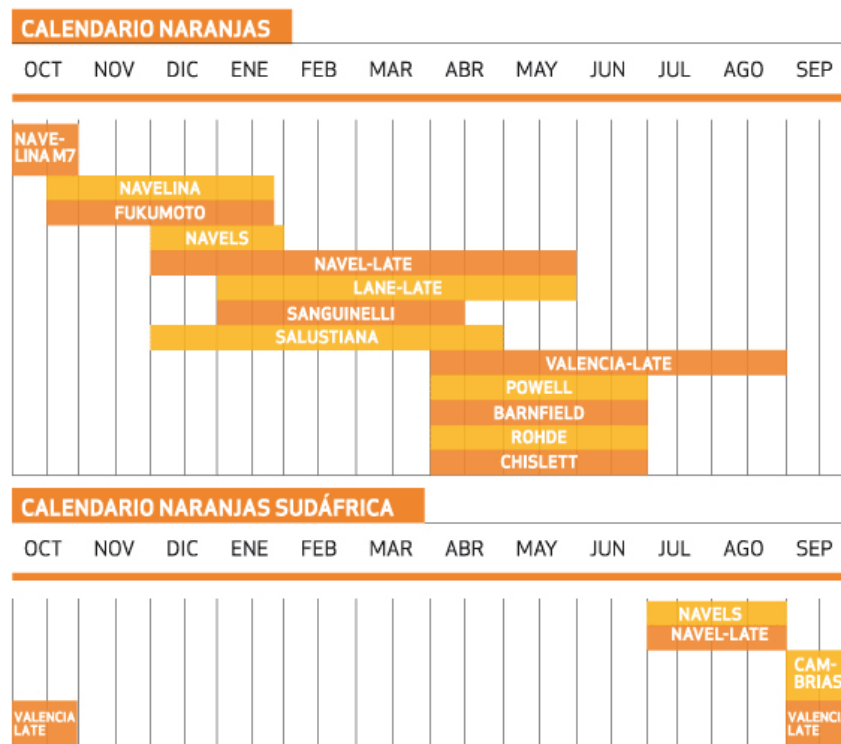 CALENDARIO NARANJAS
OCT NOV DIC ENE FEB MAR ABR MAY JUN JUL AGO SEP
NAVE-
LINA M7
NAVELINA
FUKUMOTO
NAVELS
NAVEL-LATE
LANE-LATE
SANGUINELLI
SALUSTIANA
VALENCIA-LATE
POWELL
BARNFIELD
ROHDE
CHISLETT
CALENDARIO NARANJAS SUDÁFRICA
OCT NOV DIC ENE FEB MAR ABR MAY JUN JUL AGO SEP
NAVELS
NAVEL-LATE
CAM-
BRIAS
VALENCIA
LATE
VALENCI
LATE